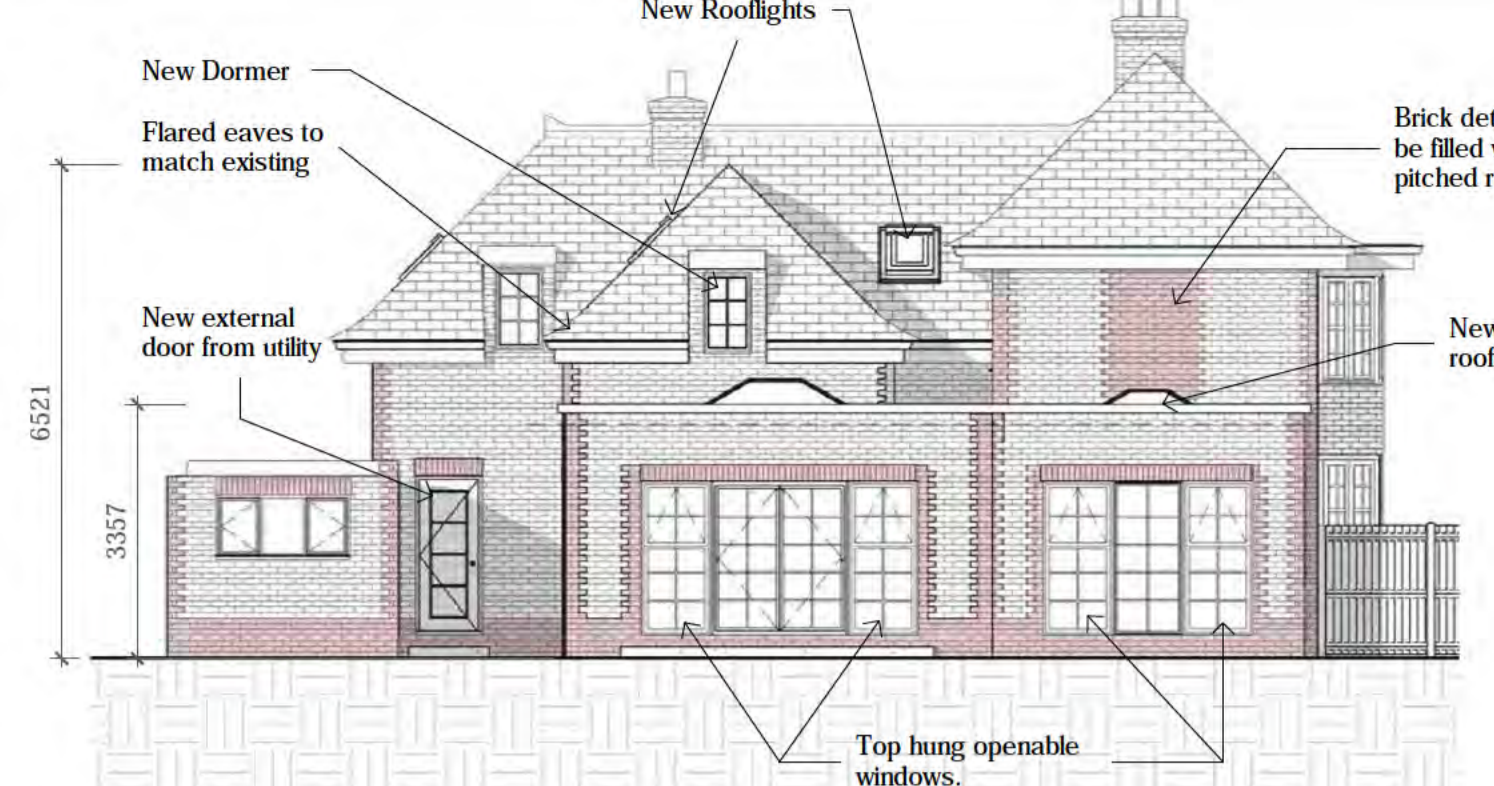 New Rooflights
New Dormer
Flared eaves to
match existing
Brick det
be filled v
pitched r
New external
door from utility
New
roof
6521
3357
Top hung openable
windows.